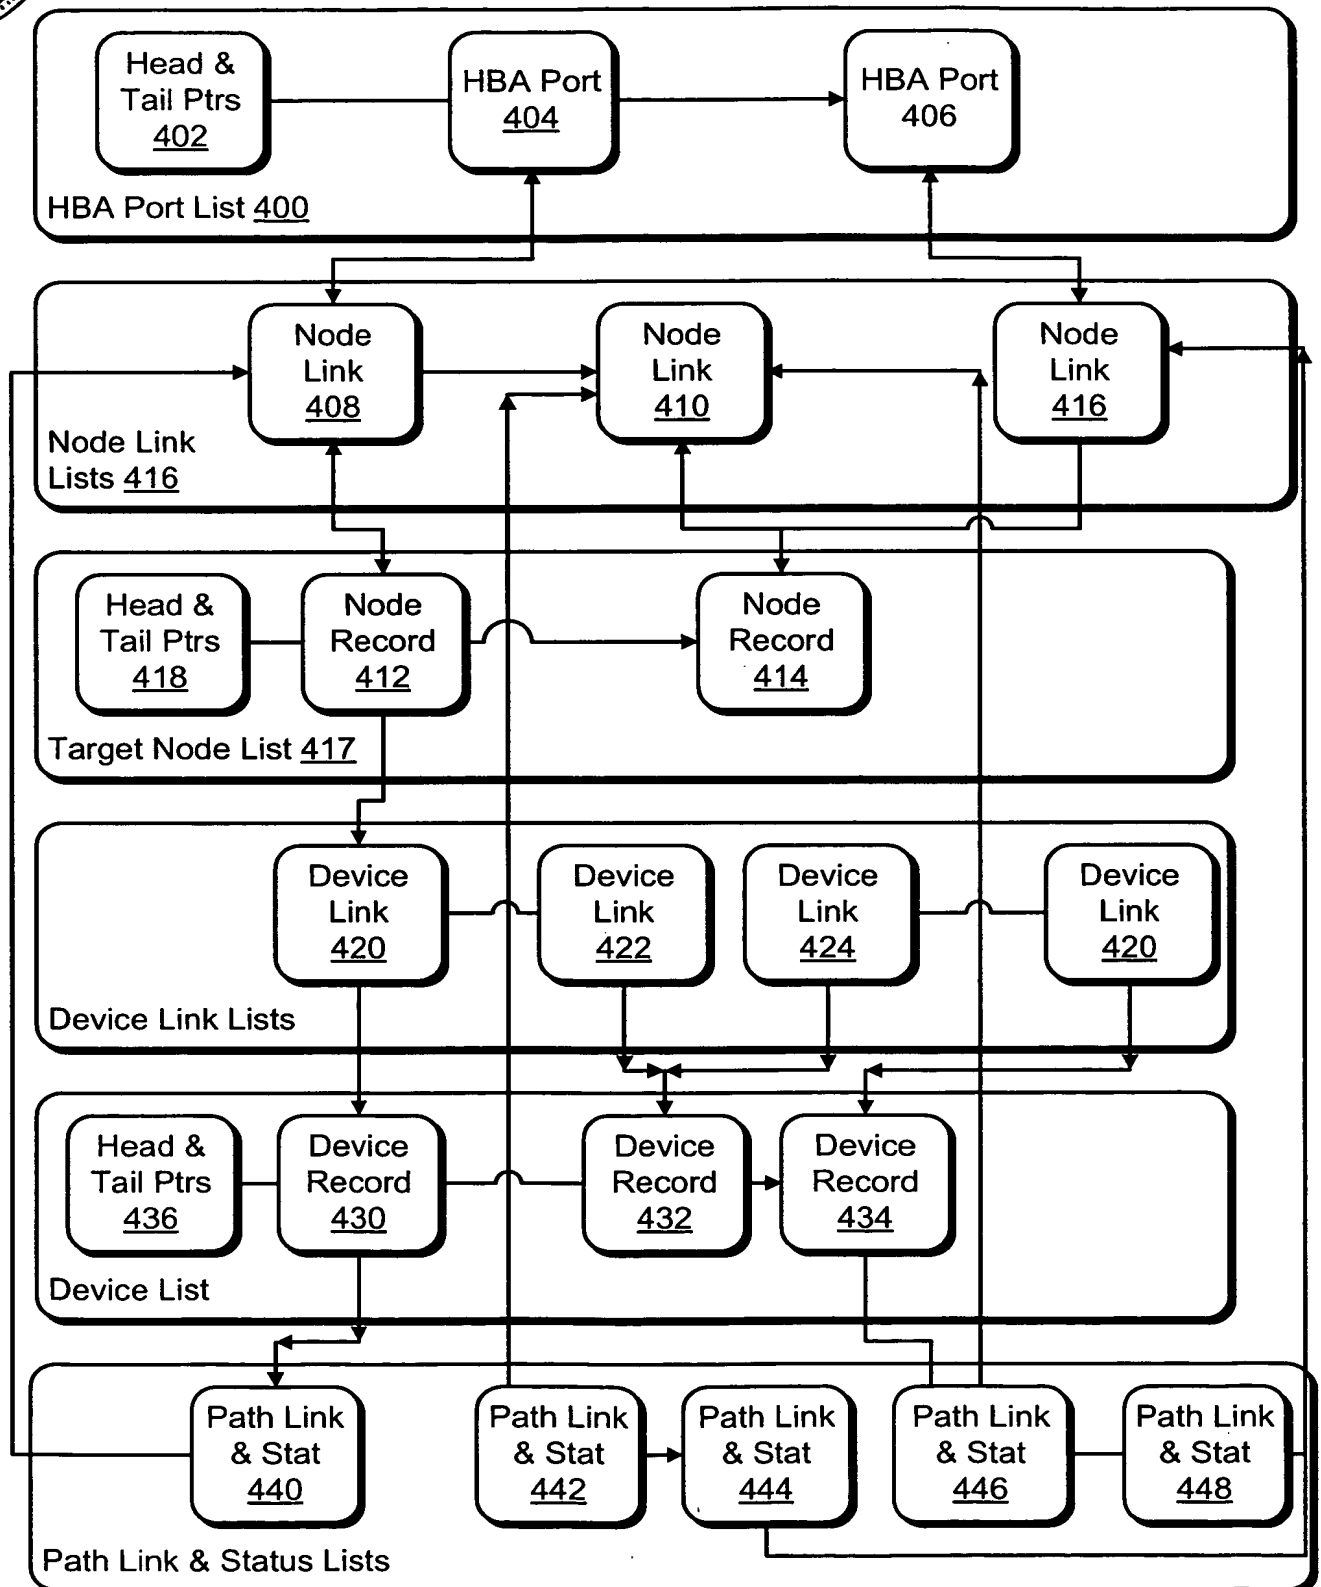 Head &
Tail Ptrs
402
HBA Port
404
HBA Port
406
HBA Port List 400
Node
Link
408
Node
Link
410
Node
Link
416
Node Link
Lists 416
Head &
Tail Ptrs
418
Node
Record
412
Node
Record
414
Target Node List 417
Device
Link
420
Device
Link
422
Device
Link
424
Device
Link
420
Device Link Lists
Head &
Tail Ptrs
436
Device
Record
430
Device
Record
432
Device
Record
434
Device List
Path Link
& Stat
440
Path Link
& Stat
442
Path Link
& Stat
444
Path Link
& Stat
446
Path Link
& Stat
448
Path Link & Status Lists